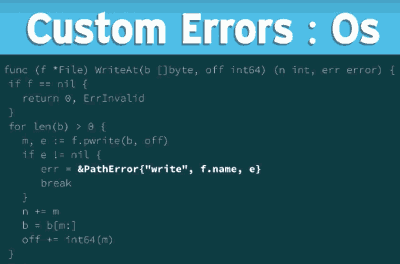 Custom Errors : Os
func (f *File) WriteAt(b []byte, off int64) (n int, err error) {
if f == nil {
return 0, ErrInvalid
}
for len(b) > 0 {
m, e := f.pwrite(b, off)
if e != nil {
err = &PathError{"write", f.name, e}
break
}
n += m
b = b[m:]
off += int64(m)
}